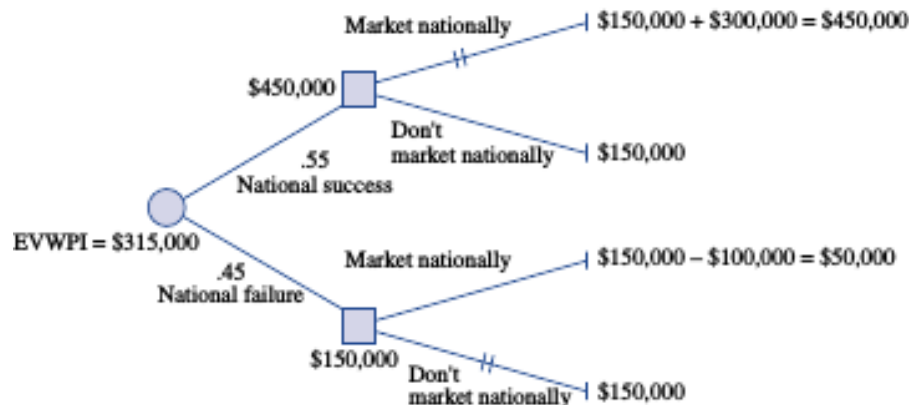 Market nationally
$150,000 + $300,000 = $450,000
$450,000
Don't
market nationally
$150,000
.55
National success
EVWPI = $315,000
Market nationally
$150,000 – $100,000 = $50,000
.45
National failure
$150,000
Don't
market nationally
$150,000